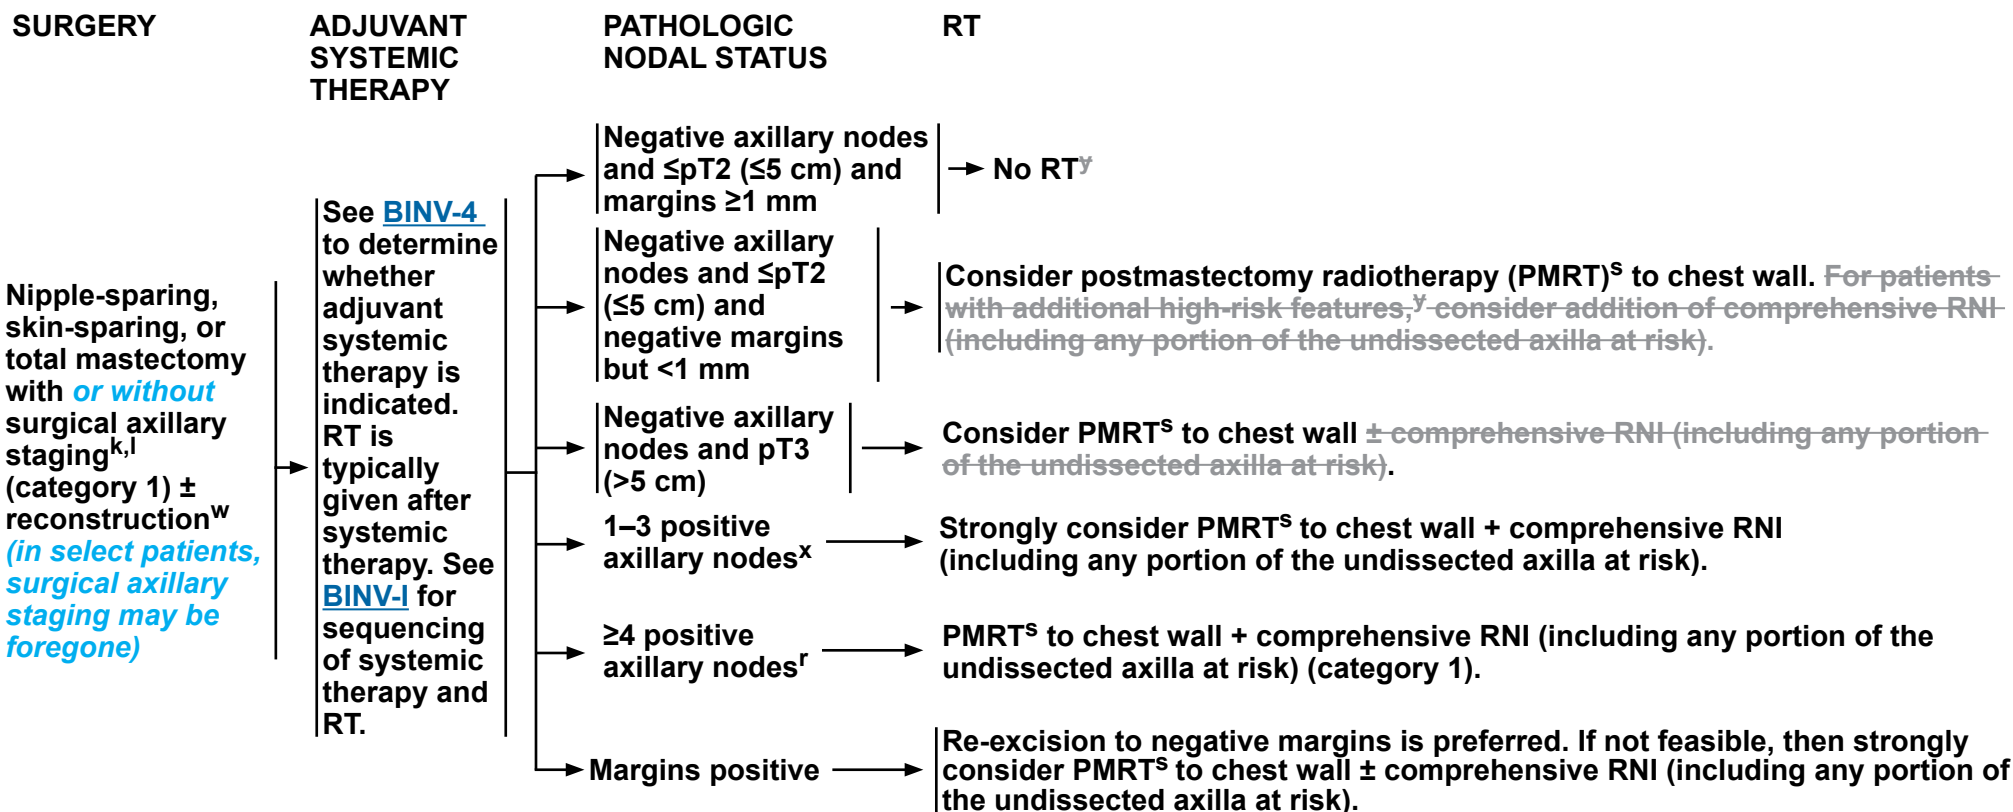 SURGERY
ADJUVANT
SYSTEMIC
THERAPY
PATHOLOGIC
NODAL STATUS
RT
Nipple-sparing,
skin-sparing, or
total mastectomy
with or without
surgical axillary
staging^k,l
(category 1) ±
reconstruction^w
(in select patients,
surgical axillary
staging may be
foregone)
See BINV-4
to determine
whether
adjuvant
systemic
therapy is
indicated.
RT is
typically
given after
systemic
therapy. See
BINV-I for
sequencing
of systemic
therapy and
RT.
Negative axillary nodes
and ≤pT2 (≤5 cm) and
margins ≥1 mm
No RT^y
Negative axillary
nodes and ≤pT2
(≤5 cm) and
negative margins
but <1 mm
Consider postmastectomy radiotherapy (PMRT)^s to chest wall. For patients
with additional high-risk features,^y consider addition of comprehensive RNI
(including any portion of the undissected axilla at risk).
Negative axillary
nodes and pT3
(>5 cm)
Consider PMRT^s to chest wall ± comprehensive RNI (including any portion
of the undissected axilla at risk).
1–3 positive
axillary nodes^x
Strongly consider PMRT^s to chest wall + comprehensive RNI
(including any portion of the undissected axilla at risk).
≥4 positive
axillary nodes^r
PMRT^s to chest wall + comprehensive RNI (including any portion of the
undissected axilla at risk) (category 1).
Margins positive
Re-excision to negative margins is preferred. If not feasible, then strongly
consider PMRT^s to chest wall ± comprehensive RNI (including any portion of
the undissected axilla at risk).